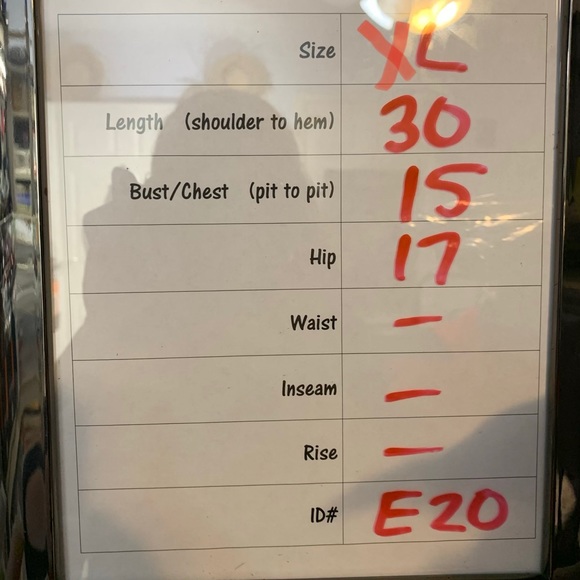 Size XL
Length (shoulder to hem) 30
Bust/Chest (pit to pit) 15
Hip 17
Waist —
Inseam —
Rise —
ID# E20